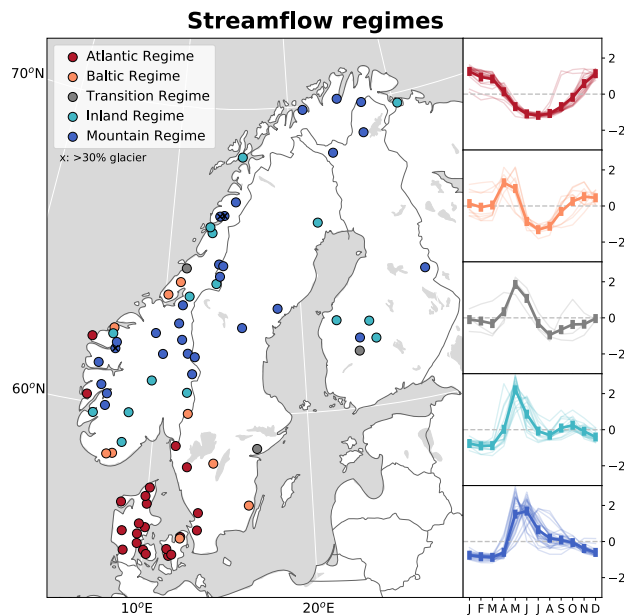 Streamflow regimes
70°N
60°N
10°E
20°E
Atlantic Regime
Baltic Regime
Transition Regime
Inland Regime
Mountain Regime
x: >30% glacier
2
0
−2
2
0
−2
2
0
−2
2
0
−2
2
0
−2
J F M A M J J A S O N D